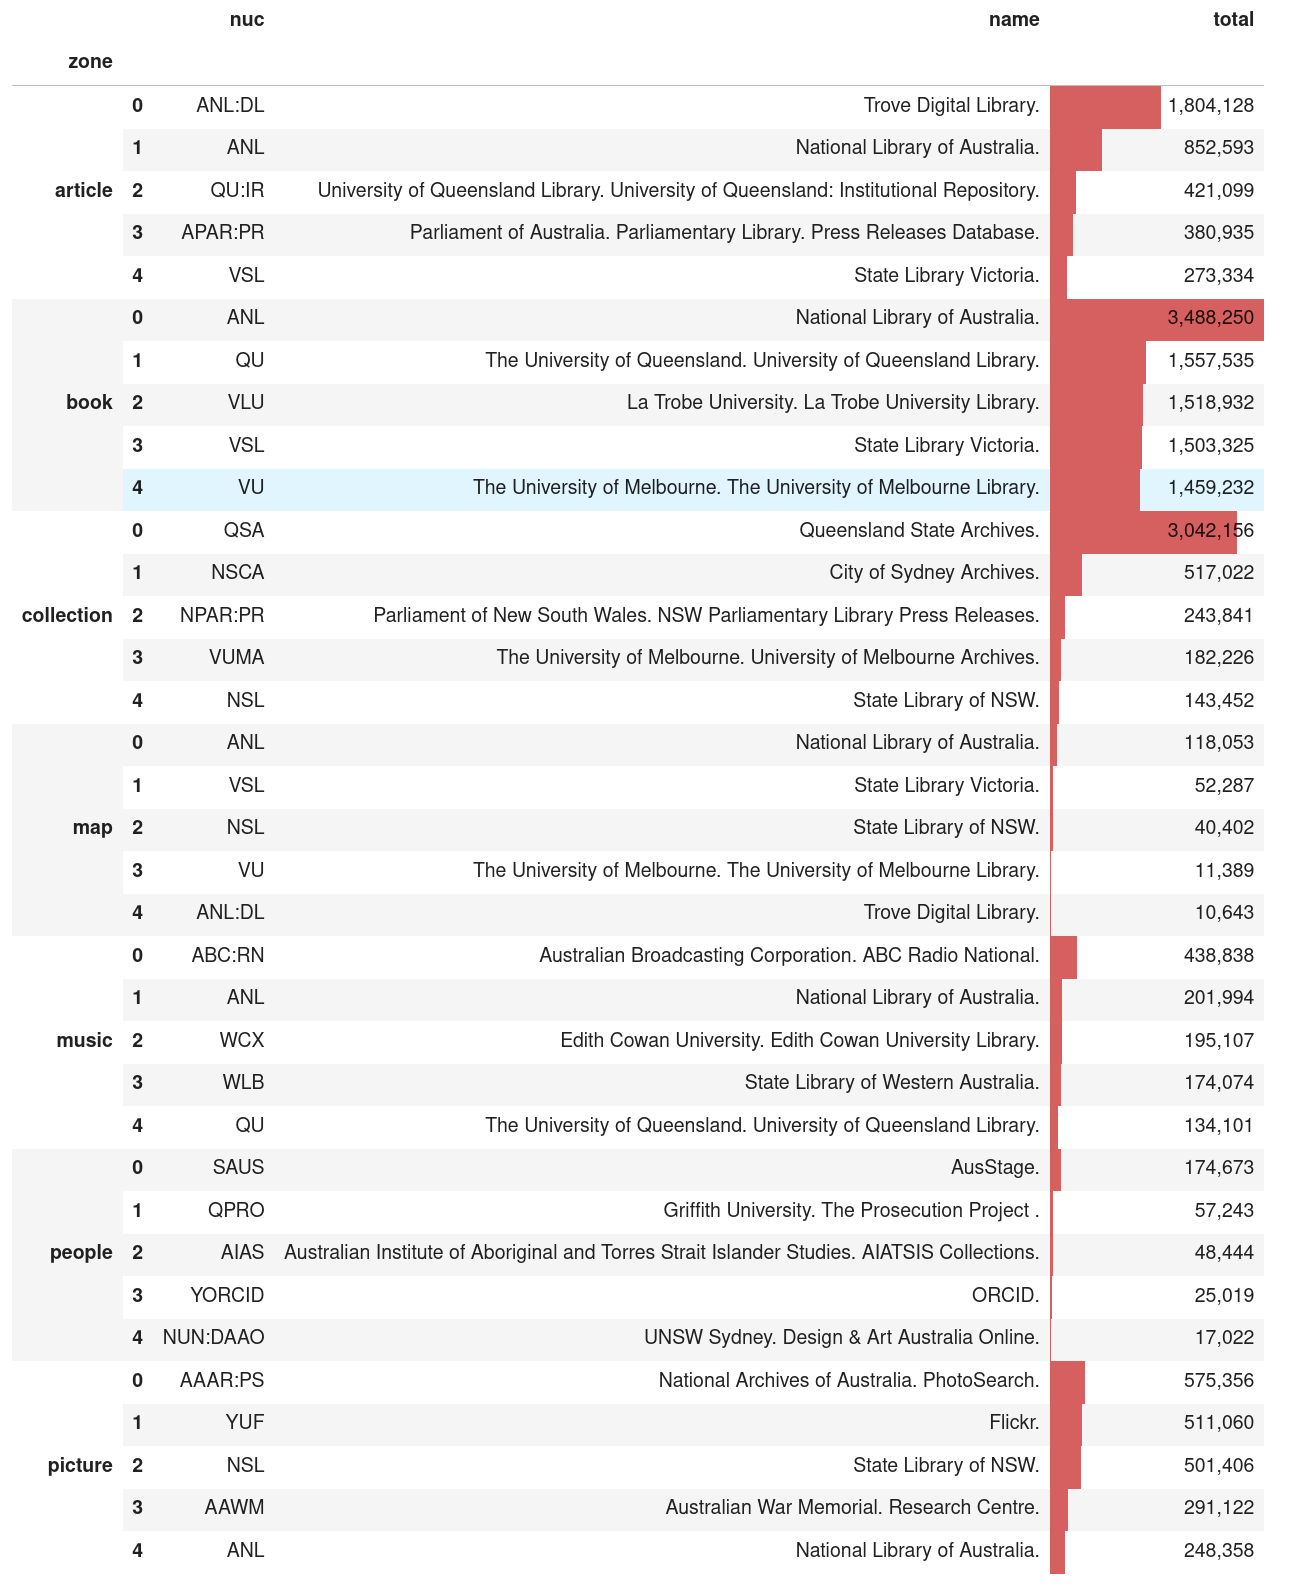 nuc name total
zone
article 0 ANL:DL Trove Digital Library. 1,804,128
1 ANL National Library of Australia. 852,593
2 QU:IR University of Queensland Library. University of Queensland: Institutional Repository. 421,099
3 APAR:PR Parliament of Australia. Parliamentary Library. Press Releases Database. 380,935
4 VSL State Library Victoria. 273,334
book 0 ANL National Library of Australia. 3,488,250
1 QU The University of Queensland. University of Queensland Library. 1,557,535
2 VLU La Trobe University. La Trobe University Library. 1,518,932
3 VSL State Library Victoria. 1,503,325
4 VU The University of Melbourne. The University of Melbourne Library. 1,459,232
collection 0 QSA Queensland State Archives. 3,042,156
1 NSCA City of Sydney Archives. 517,022
2 NPAR:PR Parliament of New South Wales. NSW Parliamentary Library Press Releases. 243,841
3 VUMA The University of Melbourne. University of Melbourne Archives. 182,226
4 NSL State Library of NSW. 143,452
map 0 ANL National Library of Australia. 118,053
1 VSL State Library Victoria. 52,287
2 NSL State Library of NSW. 40,402
3 VU The University of Melbourne. The University of Melbourne Library. 11,389
4 ANL:DL Trove Digital Library. 10,643
music 0 ABC:RN Australian Broadcasting Corporation. ABC Radio National. 438,838
1 ANL National Library of Australia. 201,994
2 WCX Edith Cowan University. Edith Cowan University Library. 195,107
3 WLB State Library of Western Australia. 174,074
4 QU The University of Queensland. University of Queensland Library. 134,101
people 0 SAUS AusStage. 174,673
1 QPRO Griffith University. The Prosecution Project . 57,243
2 AIAS Australian Institute of Aboriginal and Torres Strait Islander Studies. AIATSIS Collections. 48,444
3 YORCID ORCID. 25,019
4 NUN:DAAO UNSW Sydney. Design & Art Australia Online. 17,022
picture 0 AAAR:PS National Archives of Australia. PhotoSearch. 575,356
1 YUF Flickr. 511,060
2 NSL State Library of NSW. 501,406
3 AAWM Australian War Memorial. Research Centre. 291,122
4 ANL National Library of Australia. 248,358